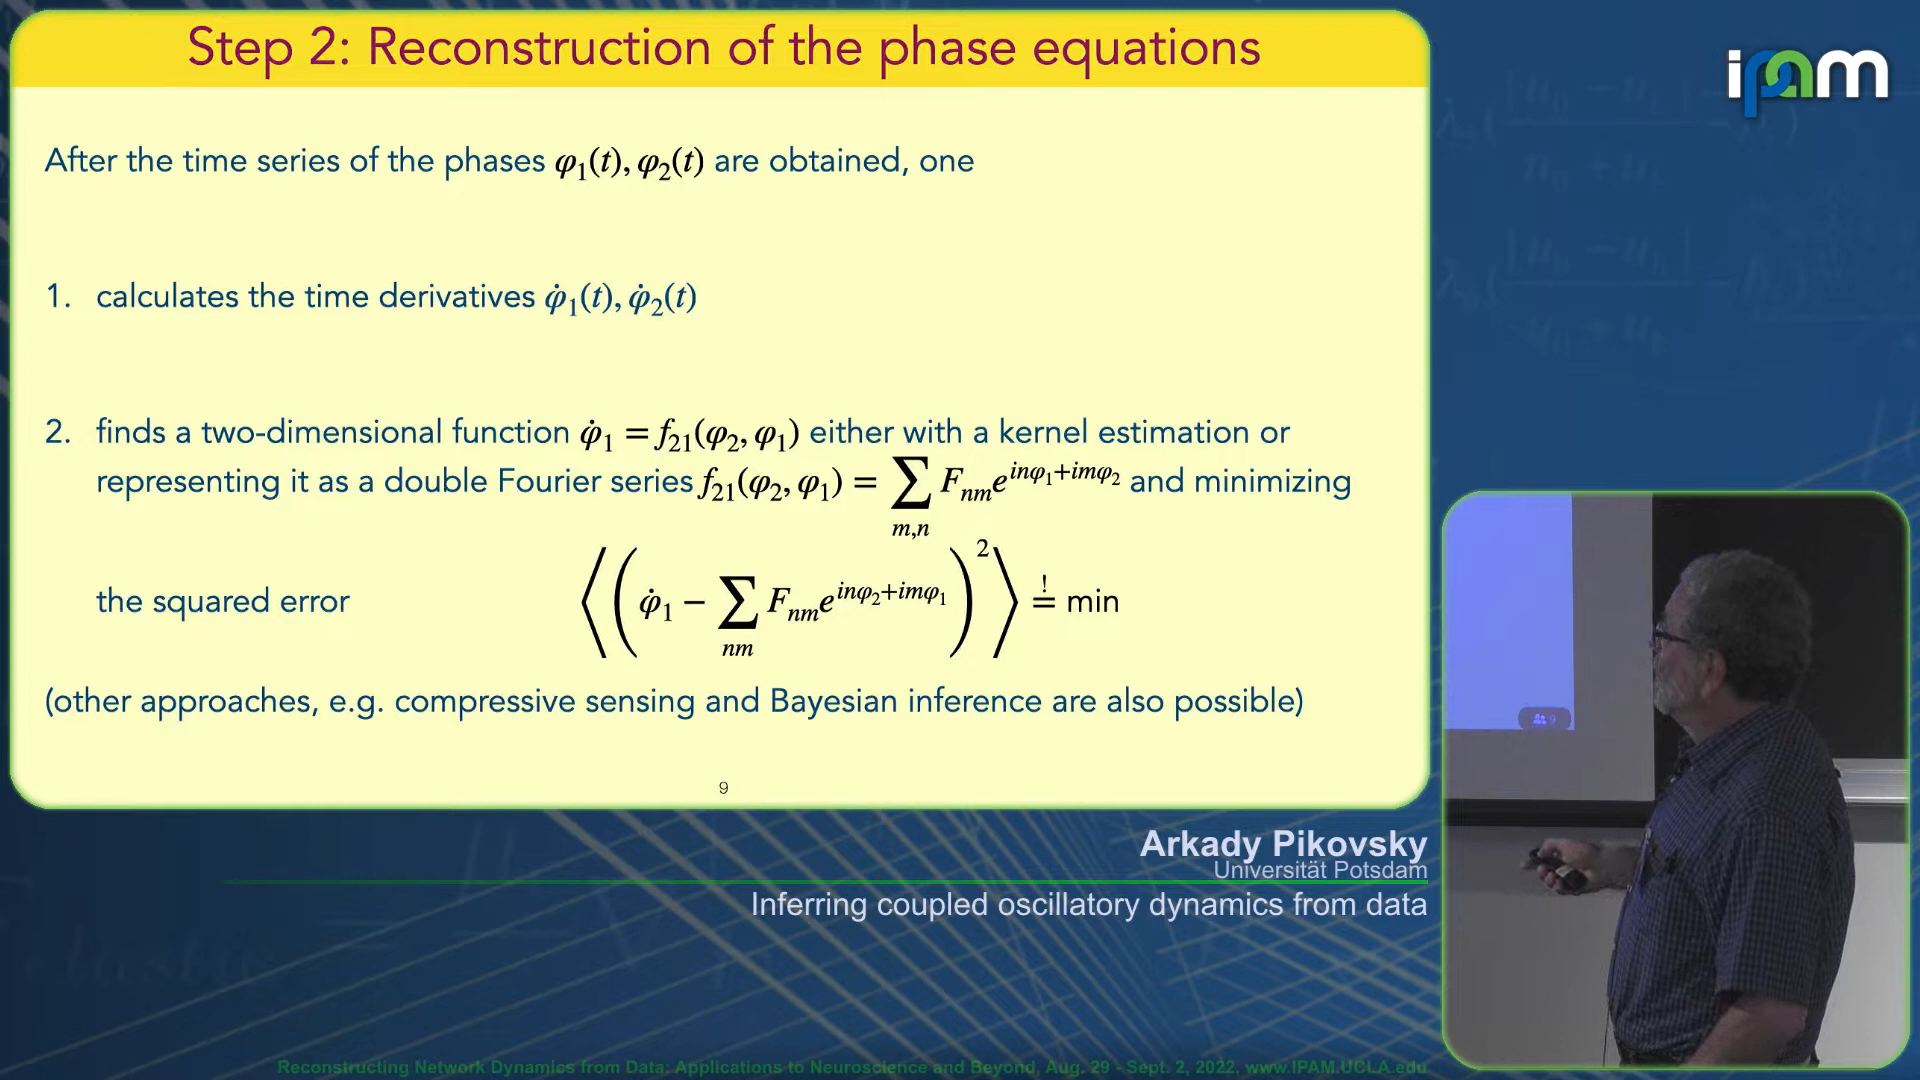 Step 2: Reconstruction of the phase equations
ipam
After the time series of the phases φ₁(t), φ₂(t) are obtained, one
1. calculates the time derivatives φ̇₁(t), φ̇₂(t)
2. finds a two-dimensional function φ̇₁ = f₂₁(φ₂, φ₁) either with a kernel estimation or
representing it as a double Fourier series f₂₁(φ₂, φ₁) = ∑_{m,n} F_{nm}e^{inφ₁+imφ₂} and minimizing
the squared error ⟨(φ̇₁ − ∑_{nm} F_{nm}e^{inφ₂+imφ₁})²⟩ =^{!} min
(other approaches, e.g. compressive sensing and Bayesian inference are also possible)
9
Arkady Pikovsky
Universität Potsdam
Inferring coupled oscillatory dynamics from data
Reconstructing Network Dynamics from Data: Applications to Neuroscience and Beyond, Aug. 29 - Sept. 2, 2022, www.IPAM.UCLA.edu